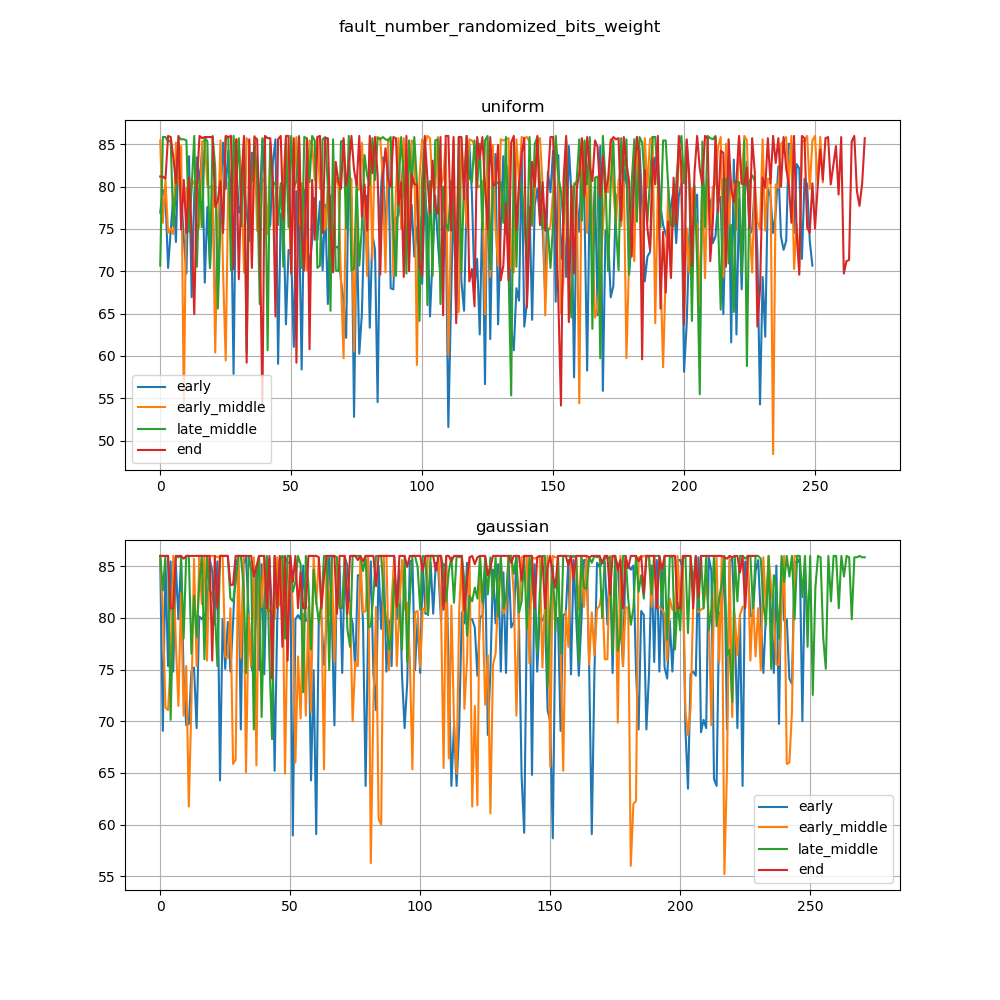 fault_number_randomized_bits_weight
uniform
85
80
75
70
65
60
55
50
early
early_middle
late_middle
end
0 50 100 150 200 250
gaussian
85
80
75
70
65
60
55
early
early_middle
late_middle
end
0 50 100 150 200 250